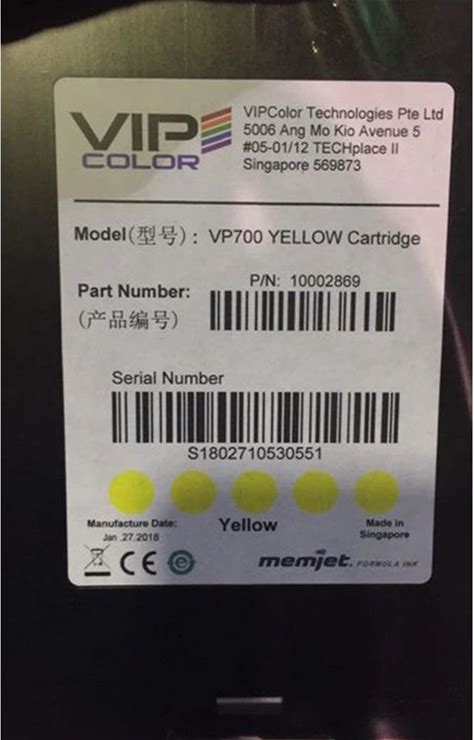 VIP
COLOR
VIPColor Technologies Pte Ltd
5006 Ang Mo Kio Avenue 5
#05-01/12 TECHplace II
Singapore 569873
Model(型号)： VP700 YELLOW Cartridge
P/N: 10002869
Part Number:
(产品编号)
Serial Number
S1802710530551
Manufacture Date:
Jan .27.2018
Yellow
Made in
Singapore
CE
e
memjet. FORMULA INK